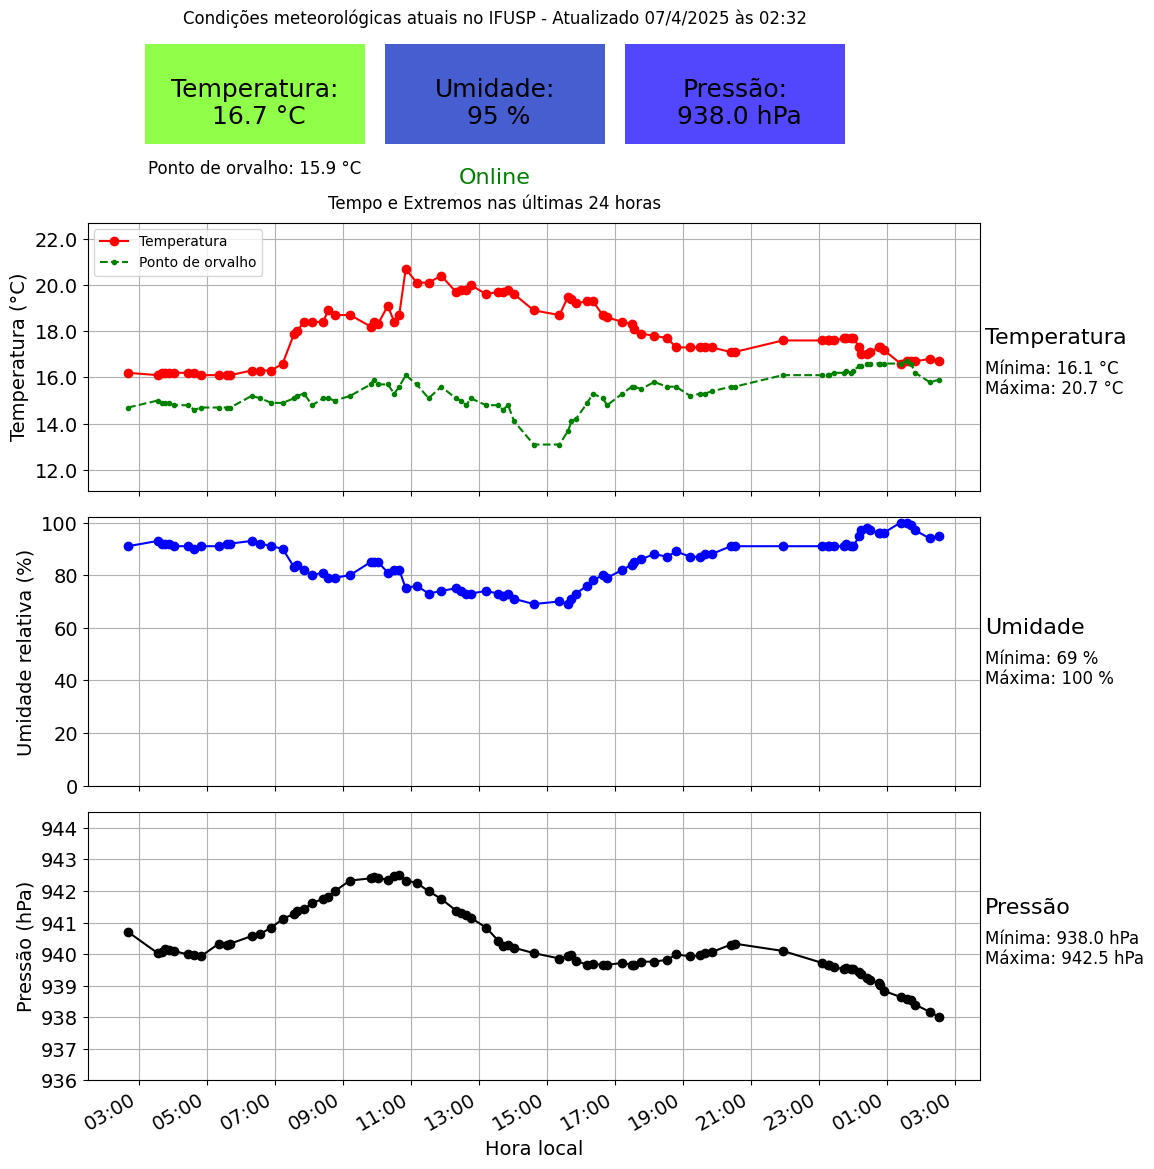 Condições meteorológicas atuais no IFUSP - Atualizado 07/4/2025 às 02:32
Temperatura:
16.7 °C
Umidade:
95 %
Pressão:
938.0 hPa
Ponto de orvalho: 15.9 °C
Online
Tempo e Extremos nas últimas 24 horas
Temperatura (°C)
22.0
20.0
18.0
16.0
14.0
12.0
Temperatura
Ponto de orvalho
Temperatura
Mínima: 16.1 °C
Máxima: 20.7 °C
Umidade relativa (%)
100
80
60
40
20
0
Umidade
Mínima: 69 %
Máxima: 100 %
Pressão (hPa)
944
943
942
941
940
939
938
937
936
Pressão
Mínima: 938.0 hPa
Máxima: 942.5 hPa
03:00 05:00 07:00 09:00 11:00 13:00 15:00 17:00 19:00 21:00 23:00 01:00 03:00
Hora local